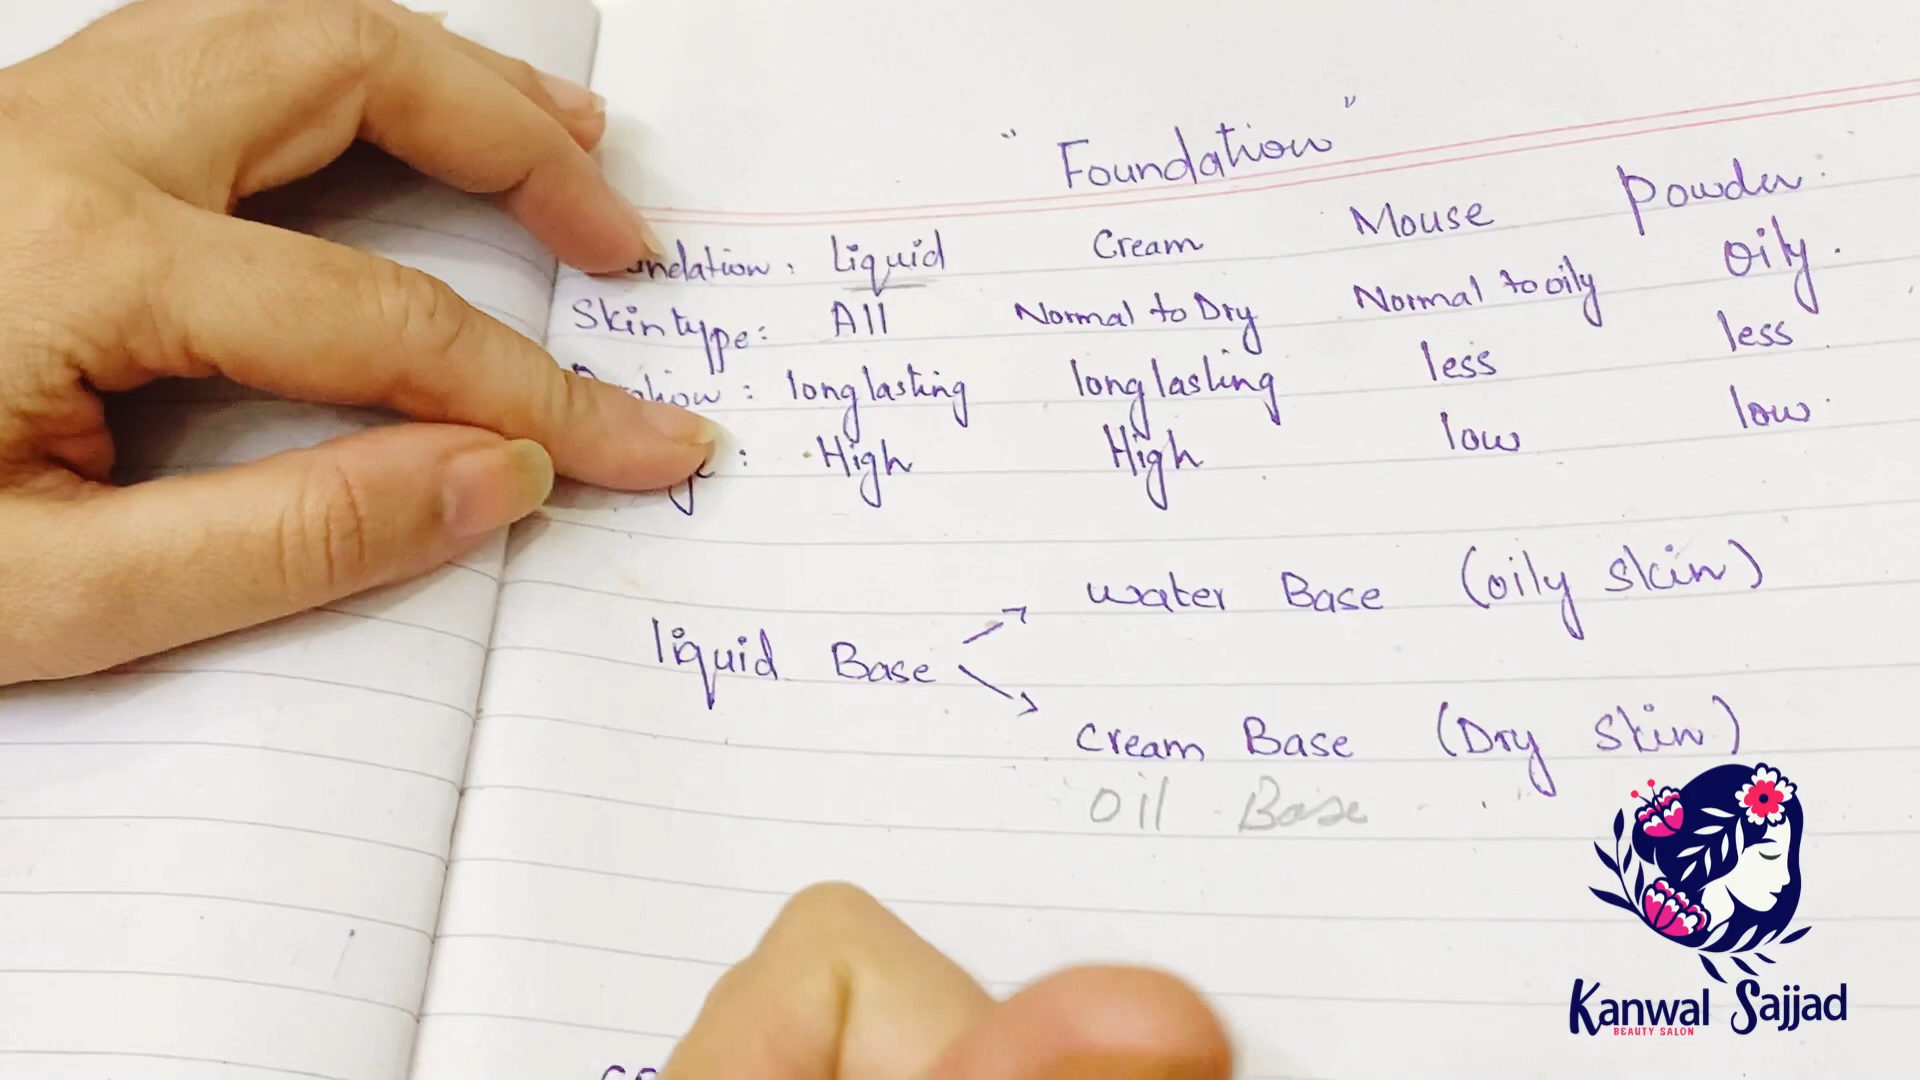 " Foundation "
Liquid Cream Mouse Powder.
Skin type: All Normal to Dry Normal to oily oily.
: long lasting long lasting less less
: High High low low
water Base (oily skin)
liquid Base
Cream Base (Dry skin)
oil Base
Kanwal Sajjad
BEAUTY SALON